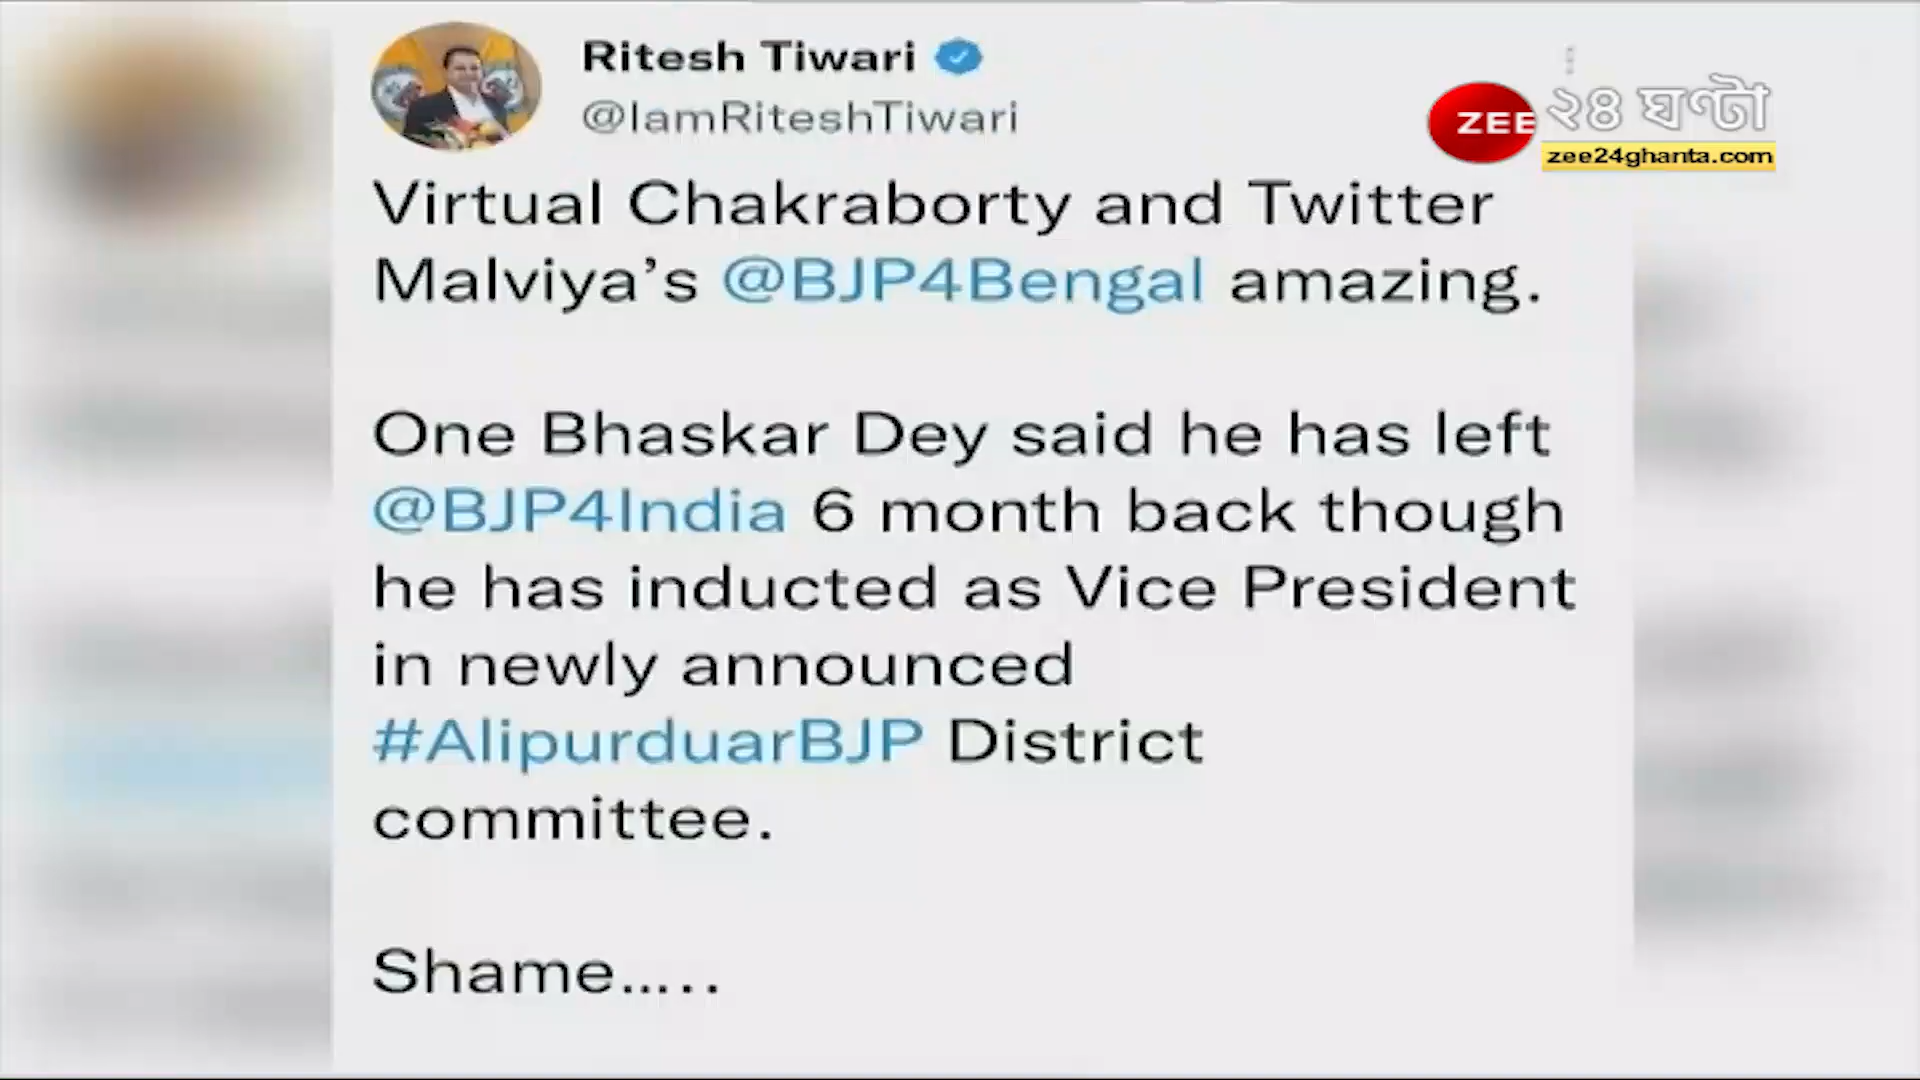 Ritesh Tiwari
@IamRiteshTiwari
ZEE ২৪ ঘণ্টা
zee24ghanta.com
Virtual Chakraborty and Twitter
Malviya's @BJP4Bengal amazing.
One Bhaskar Dey said he has left
@BJP4India 6 month back though
he has inducted as Vice President
in newly announced
#AlipurduarBJP District
committee.
Shame.....